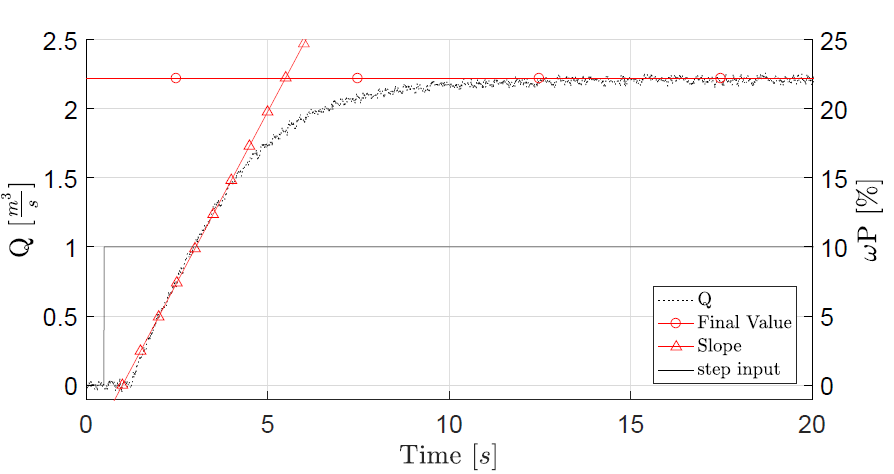 2.5
2
1.5
1
0.5
0
Q [m³/s]
25
20
15
10
5
0
ωP [%]
Q
Final Value
Slope
step input
0 5 10 15 20
Time [s]